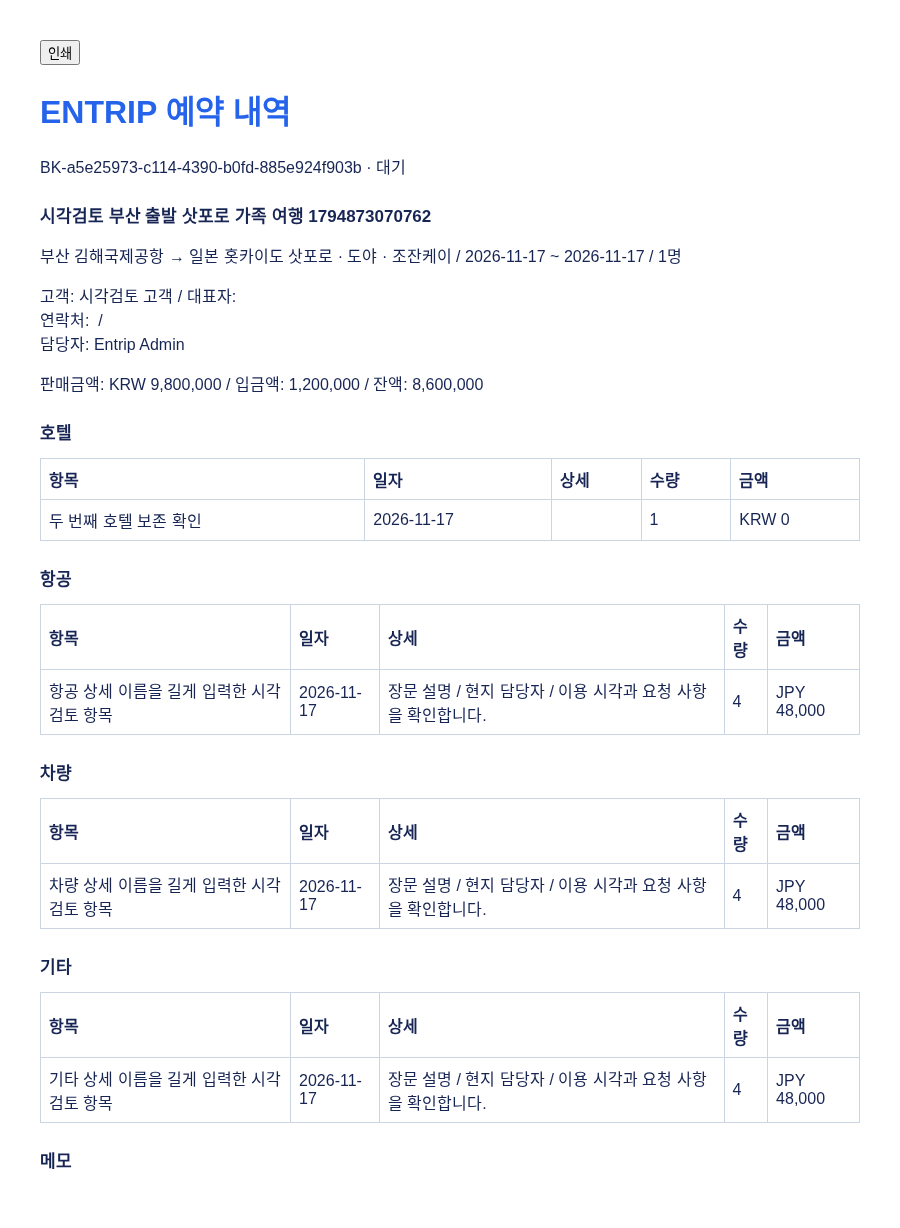 인쇄
ENTRIP 예약 내역
BK-a5e25973-c114-4390-b0fd-885e924f903b · 대기
시각검토 부산 출발 삿포로 가족 여행 1794873070762
부산 김해국제공항 → 일본 홋카이도 삿포로 · 도야 · 조잔케이 / 2026-11-17 ~ 2026-11-17 / 1명
고객: 시각검토 고객 / 대표자:
연락처: /
담당자: Entrip Admin
판매금액: KRW 9,800,000 / 입금액: 1,200,000 / 잔액: 8,600,000
호텔
항목 일자 상세 수량 금액
두 번째 호텔 보존 확인 2026-11-17 1 KRW 0
항공
항목 일자 상세 수량 금액
항공 상세 이름을 길게 입력한 시각 검토 항목 2026-11-17 장문 설명 / 현지 담당자 / 이용 시각과 요청 사항을 확인합니다. 4 JPY 48,000
차량
항목 일자 상세 수량 금액
차량 상세 이름을 길게 입력한 시각 검토 항목 2026-11-17 장문 설명 / 현지 담당자 / 이용 시각과 요청 사항을 확인합니다. 4 JPY 48,000
기타
항목 일자 상세 수량 금액
기타 상세 이름을 길게 입력한 시각 검토 항목 2026-11-17 장문 설명 / 현지 담당자 / 이용 시각과 요청 사항을 확인합니다. 4 JPY 48,000
메모